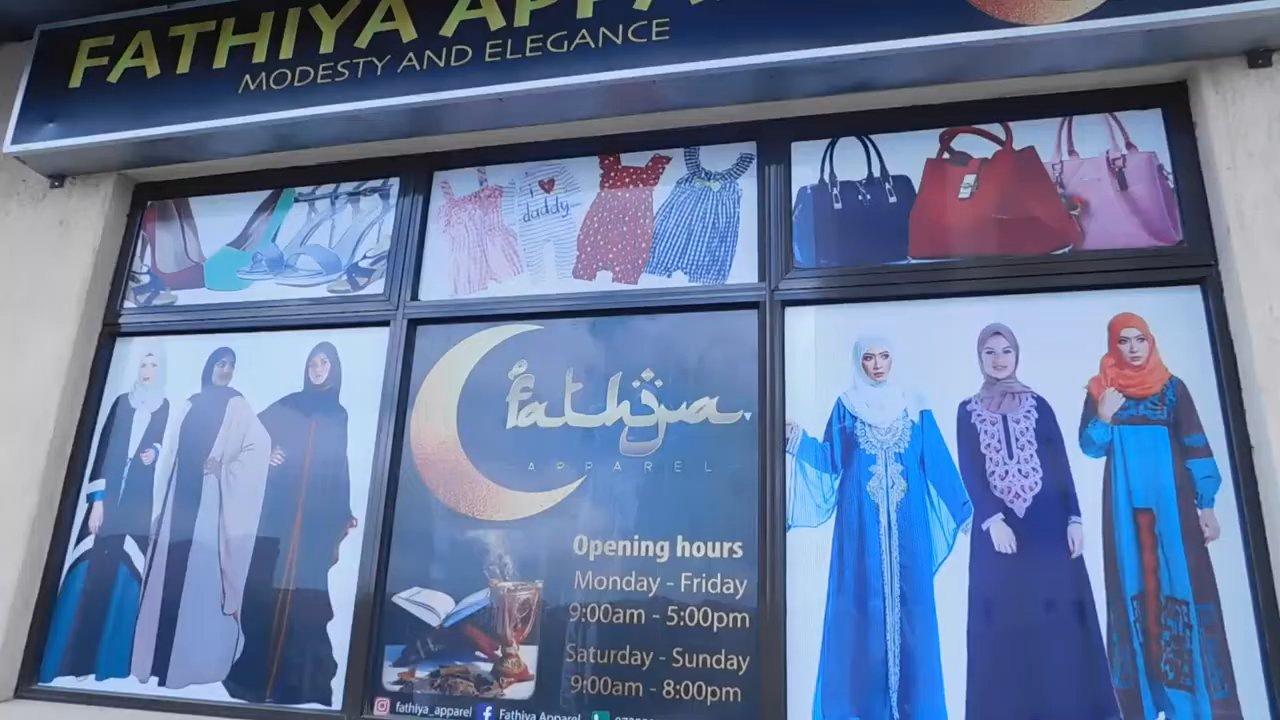 FATHIYA
MODESTY AND ELEGANCE
i
daddy
fathiya
APPAREL
Opening hours
Monday - Friday
9:00am - 5:00pm
Saturday - Sunday
9:00am - 8:00pm
fathiya_apparel Fathiya Apparel